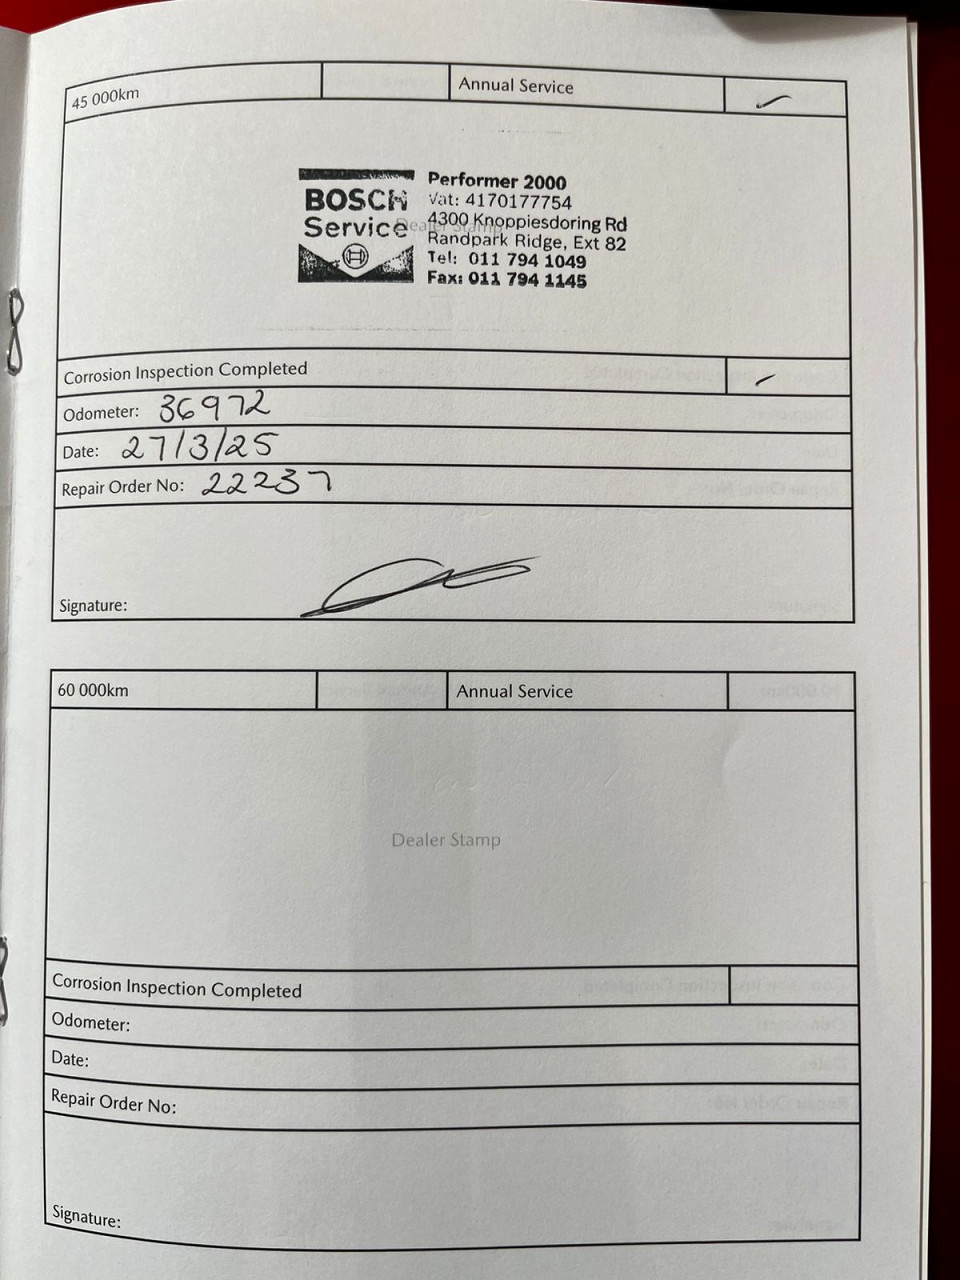 45 000km Annual Service ✓
BOSCH
Service
Dealer Stamp
Performer 2000
Vat: 4170177754
4300 Knoppiesdoring Rd
Randpark Ridge, Ext 82
Tel: 011 794 1049
Fax: 011 794 1145
Corrosion Inspection Completed ✓
Odometer: 36972
Date: 27/3/25
Repair Order No: 22237
Signature:
60 000km Annual Service
Dealer Stamp
Corrosion Inspection Completed
Odometer:
Date:
Repair Order No:
Signature: